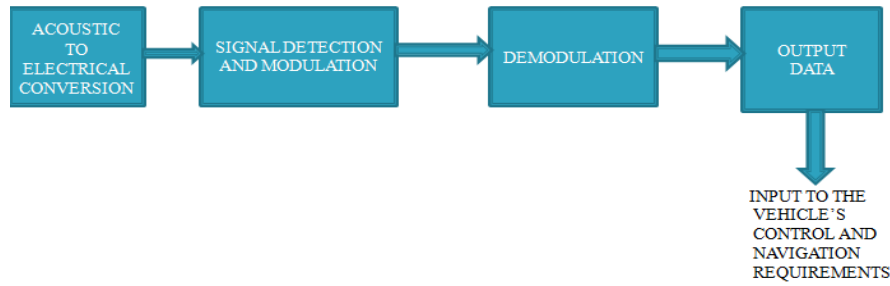 ACOUSTIC
TO
ELECTRICAL
CONVERSION
SIGNAL DETECTION
AND MODULATION
DEMODULATION
OUTPUT
DATA
INPUT TO THE
VEHICLE'S
CONTROL AND
NAVIGATION
REQUIREMENTS